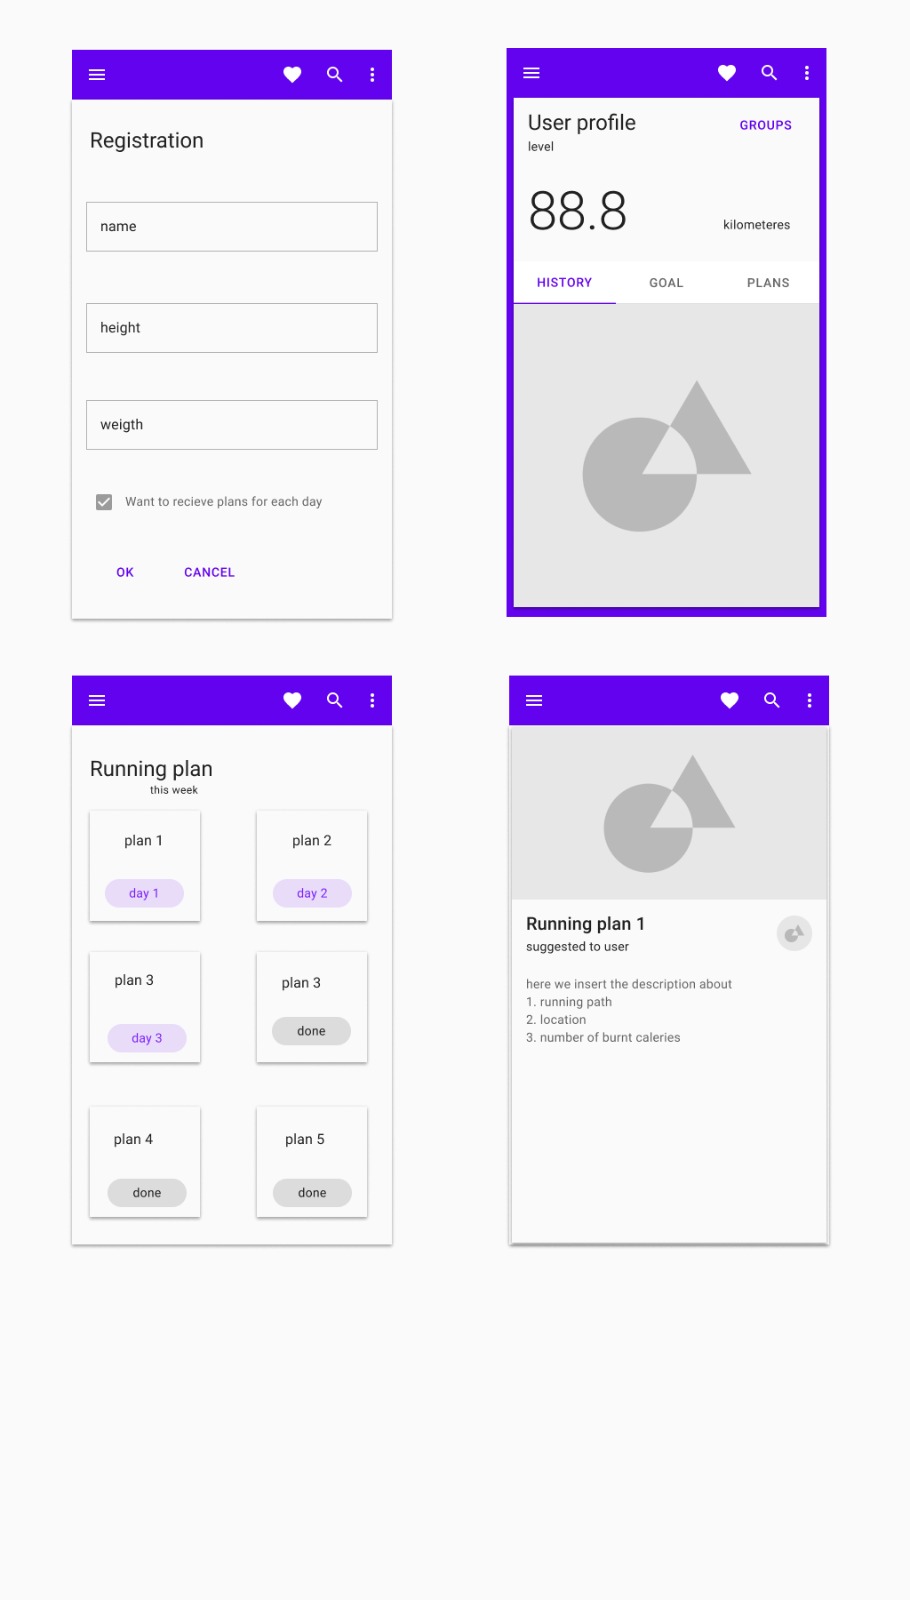 Registration
name
height
weigth
Want to recieve plans for each day
OK CANCEL
User profile
GROUPS
level
88.8
kilometeres
HISTORY GOAL PLANS
Running plan
this week
plan 1
day 1
plan 2
day 2
plan 3
day 3
plan 3
done
plan 4
done
plan 5
done
Running plan 1
suggested to user
here we insert the description about
1. running path
2. location
3. number of burnt caleries